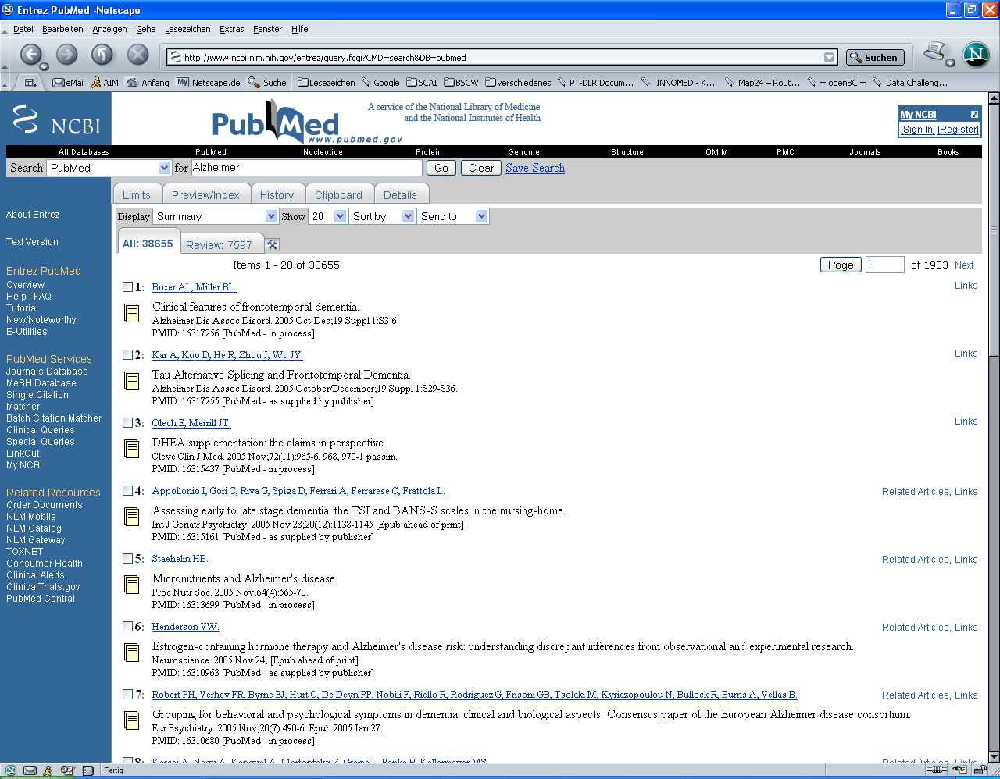 Entrez PubMed -Netscape
Datei Bearbeiten Anzeigen Gehe Lesezeichen Extras Fenster Hilfe
http://www.ncbi.nlm.nih.gov/entrez/query.fcgi?CMD=search&DB=pubmed Suchen N
eMail AIM Anfang My Netscape.de Suche Lesezeichen Google SCAI BSCW verschiedenes PT-DLR Docum... INNOMED - K... Map24 – Rout... = openBC = Data Challeng...
NCBI
PubMed
www.pubmed.gov
A service of the National Library of Medicine
and the National Institutes of Health
My NCBI ?
[Sign In] [Register]
All Databases PubMed Nucleotide Protein Genome Structure OMIM PMC Journals Books
Search PubMed for Alzheimer Go Clear Save Search
Limits Preview/Index History Clipboard Details
Display Summary Show 20 Sort by Send to
All: 38655 Review: 7597
Items 1 - 20 of 38655 Page 1 of 1933 Next
About Entrez
Text Version
Entrez PubMed
Overview
Help | FAQ
Tutorial
New/Noteworthy
E-Utilities
PubMed Services
Journals Database
MeSH Database
Single Citation
Matcher
Batch Citation Matcher
Clinical Queries
Special Queries
LinkOut
My NCBI
Related Resources
Order Documents
NLM Mobile
NLM Catalog
NLM Gateway
TOXNET
Consumer Health
Clinical Alerts
ClinicalTrials.gov
PubMed Central
1: Boxer AL, Miller BL. Links
Clinical features of frontotemporal dementia.
Alzheimer Dis Assoc Disord. 2005 Oct-Dec;19 Suppl 1:S3-6.
PMID: 16317256 [PubMed - in process]
2: Kar A, Kuo D, He R, Zhou J, Wu JY. Links
Tau Alternative Splicing and Frontotemporal Dementia.
Alzheimer Dis Assoc Disord. 2005 October/December;19 Suppl 1:S29-S36.
PMID: 16317255 [PubMed - as supplied by publisher]
3: Olech E, Merrill JT. Links
DHEA supplementation: the claims in perspective.
Cleve Clin J Med. 2005 Nov;72(11):965-6, 968, 970-1 passim.
PMID: 16315437 [PubMed - in process]
4: Appollonio I, Gori C, Riva G, Spiga D, Ferrari A, Ferrarese C, Frattola L. Related Articles, Links
Assessing early to late stage dementia: the TSI and BANS-S scales in the nursing-home.
Int J Geriatr Psychiatry. 2005 Nov 28;20(12):1138-1145 [Epub ahead of print]
PMID: 16315161 [PubMed - as supplied by publisher]
5: Staehelin HB. Related Articles, Links
Micronutrients and Alzheimer's disease.
Proc Nutr Soc. 2005 Nov;64(4):565-70.
PMID: 16313699 [PubMed - in process]
6: Henderson VW. Related Articles, Links
Estrogen-containing hormone therapy and Alzheimer's disease risk: understanding discrepant inferences from observational and experimental research.
Neuroscience. 2005 Nov 24; [Epub ahead of print]
PMID: 16310963 [PubMed - as supplied by publisher]
7: Robert PH, Verhey FR, Byrne EJ, Hurt C, De Deyn PP, Nobili F, Riello R, Rodriguez G, Frisoni GB, Tsolaki M, Kyriazopoulou N, Bullock R, Burns A, Vellas B. Related Articles, Links
Grouping for behavioral and psychological symptoms in dementia: clinical and biological aspects. Consensus paper of the European Alzheimer disease consortium.
Eur Psychiatry. 2005 Nov;20(7):490-6. Epub 2005 Jan 27.
PMID: 16310680 [PubMed - in process]
8: Related Articles, Links
Fertig